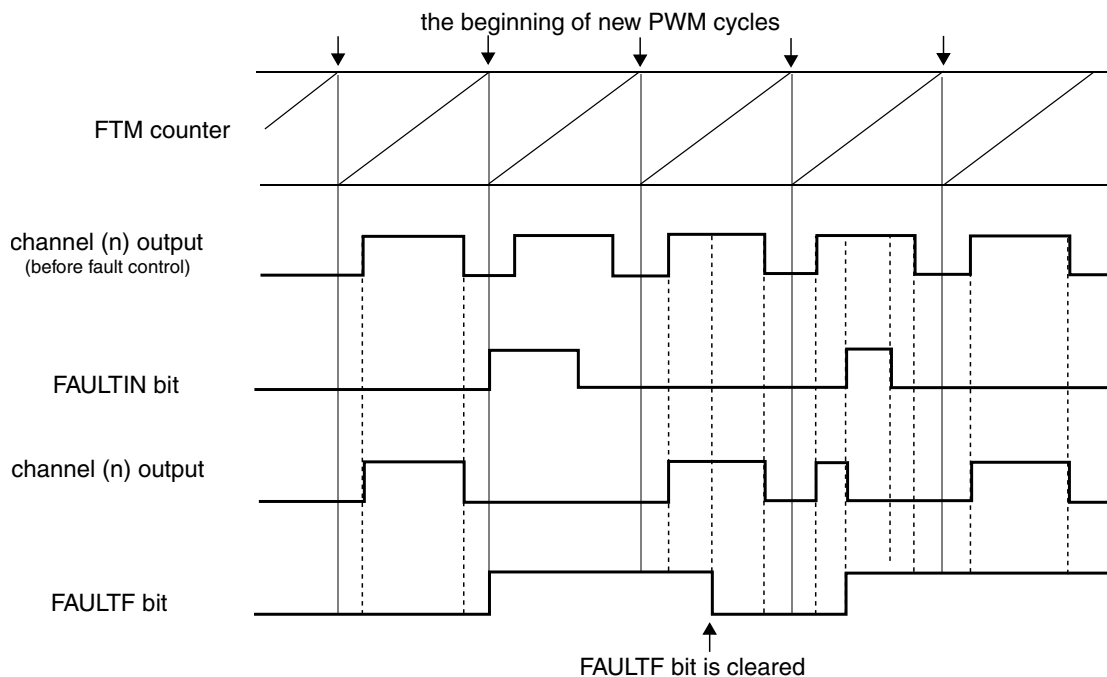 the beginning of new PWM cycles
FTM counter
channel (n) output
(before fault control)
FAULTIN bit
channel (n) output
FAULTF bit
FAULTF bit is cleared